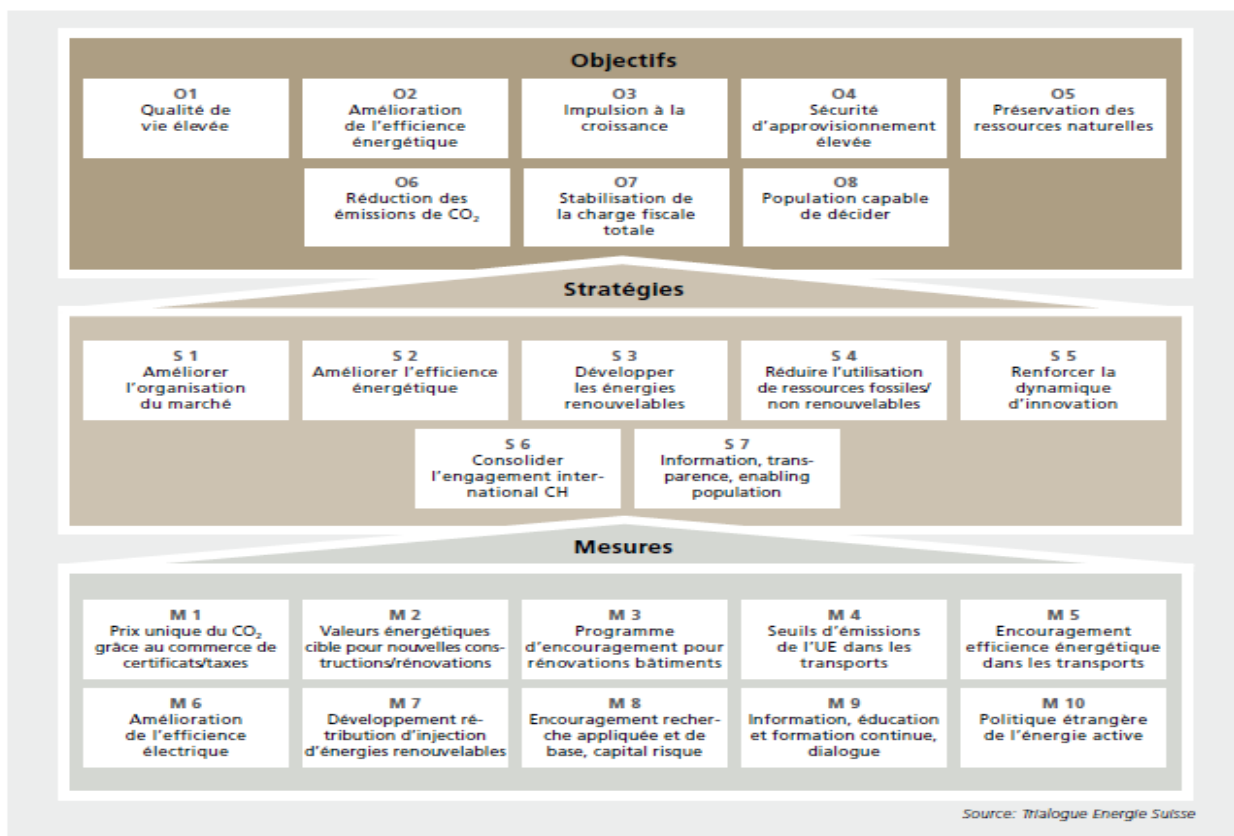 Objectifs
O1
Qualité de
vie élevée
O2
Amélioration
de l'efficience
énergétique
O3
Impulsion à la
croissance
O4
Sécurité
d'approvisionnement
élevée
O5
Préservation des
ressources naturelles
O6
Réduction des
émissions de CO₂
O7
Stabilisation de
la charge fiscale
totale
O8
Population capable
de décider
Stratégies
S 1
Améliorer
l'organisation
du marché
S 2
Améliorer l'efficience
énergétique
S 3
Développer
les énergies
renouvelables
S 4
Réduire l'utilisation
de ressources fossiles/
non renouvelables
S 5
Renforcer la
dynamique
d'innovation
S 6
Consolider
l'engagement inter-
national CH
S 7
Information, trans-
parence, enabling
population
Mesures
M 1
Prix unique du CO₂
grâce au commerce de
certificats/taxes
M 2
Valeurs énergétiques
cible pour nouvelles cons-
tructions/rénovations
M 3
Programme
d'encouragement pour
rénovations bâtiments
M 4
Seuils d'émissions
de l'UE dans les
transports
M 5
Encouragement
efficience énergétique
dans les transports
M 6
Amélioration
de l'efficience
électrique
M 7
Développement ré-
tribution d'injection
d'énergies renouvelables
M 8
Encouragement recher-
che appliquée et de
base, capital risque
M 9
Information, éducation
et formation continue,
dialogue
M 10
Politique étrangère
de l'énergie active
Source: Trialogue Energie Suisse